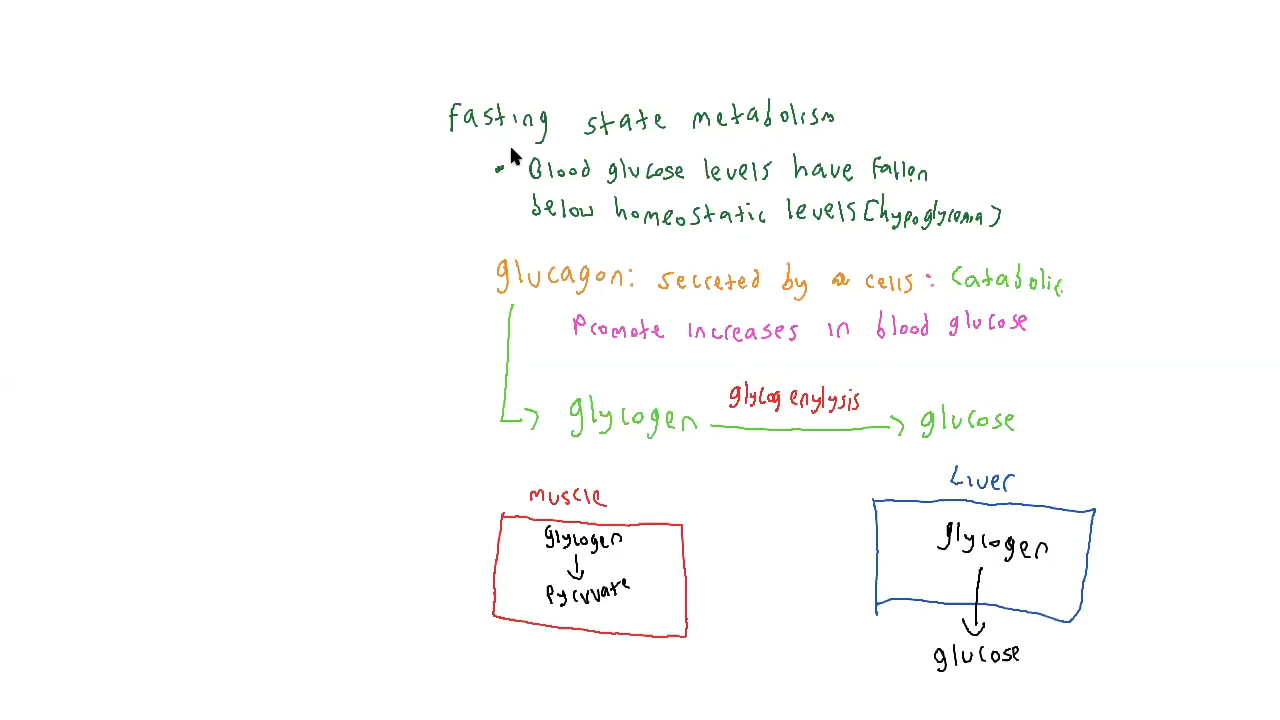 Fasting state metabolism
• Blood glucose levels have fallen
below homeostatic levels (hypoglycemia)
glucagon: secreted by α cells: Catabolic
Promote increases in blood glucose
glycogenylysis
glycogen → glucose
Muscle
Liver
glycogen
↓
Pyruvate
glycogen
↓
glucose